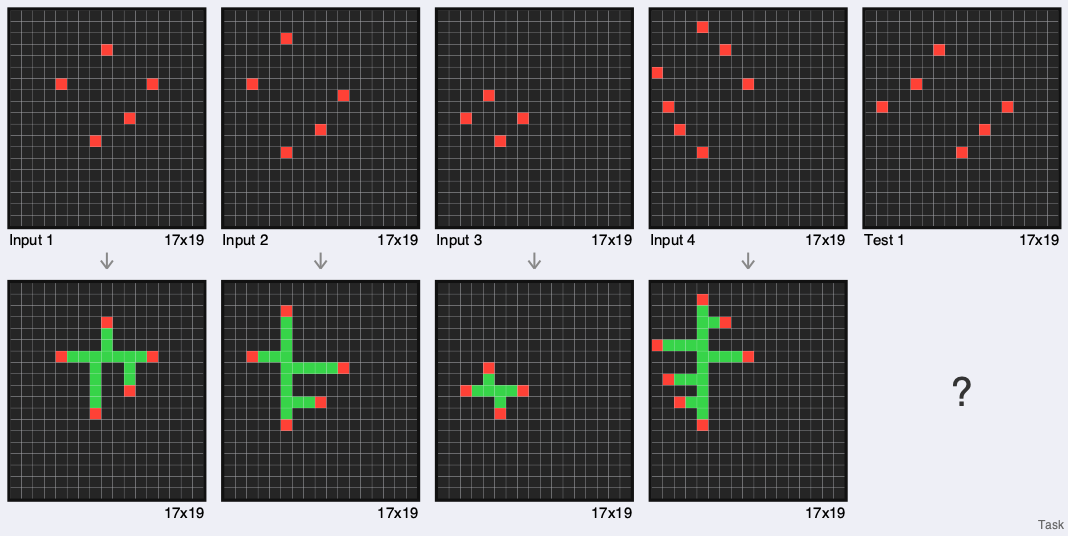 Input 1 17x19
Input 2 17x19
Input 3 17x19
Input 4 17x19
Test 1 17x19
?
17x19
17x19
17x19
17x19
Task